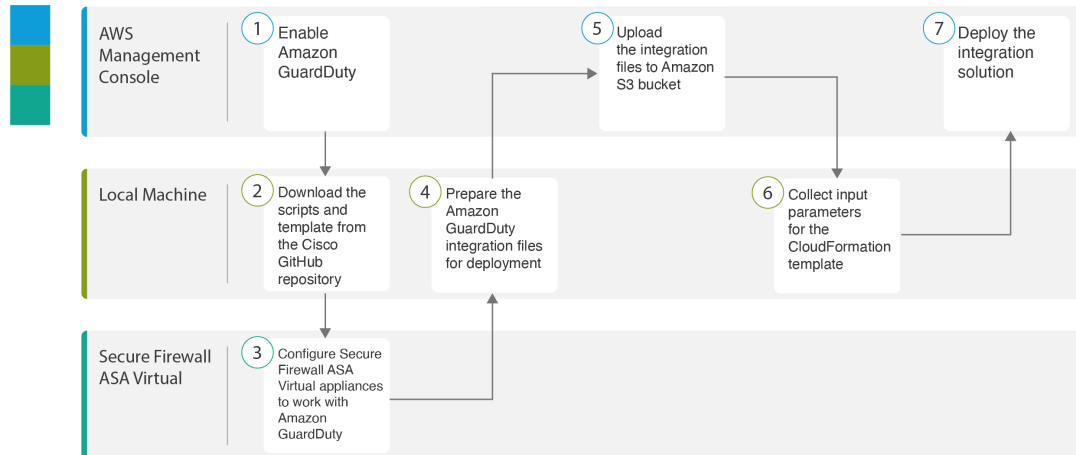 AWS
Management
Console
1
Enable
Amazon
GuardDuty
5
Upload
the integration
files to Amazon
S3 bucket
7
Deploy the
integration
solution
Local Machine
2
Download the
scripts and
template from
the Cisco
GitHub
repository
4
Prepare the
Amazon
GuardDuty
integration files
for deployment
6
Collect input
parameters
for the
CloudFormation
template
Secure Firewall
ASA Virtual
3
Configure Secure
Firewall ASA
Virtual appliances
to work with
Amazon
GuardDuty